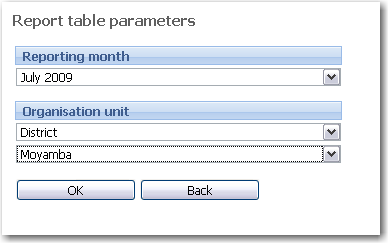 Report table parameters
Reporting month
July 2009
Organisation unit
District
Moyamba
OK Back